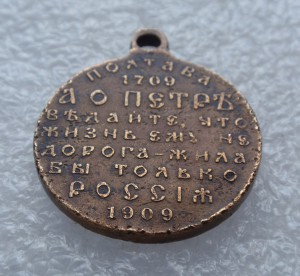 ПОЛТАВА
1709
А О ПЕТРѢ
ВѢДАЙТЕ, ЧТО
ЖИЗНЬ ЕМУ НЕ
ДОРОГА-ЖИЛА
БЫ ТОЛЬКО
РОССІЯ
1909